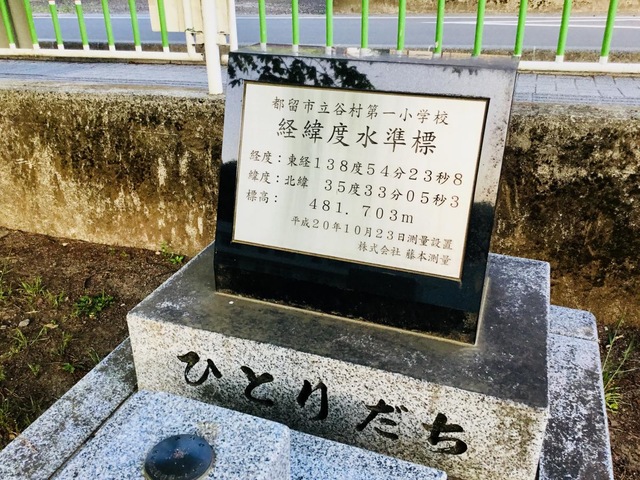 都留市立谷村第一小学校
経緯度水準標
経度：東経138度54分23秒8
緯度：北緯 35度33分05秒3
標高： 481.703m
平成20年10月23日測量設置
株式会社 藤本測量
ひとりだち